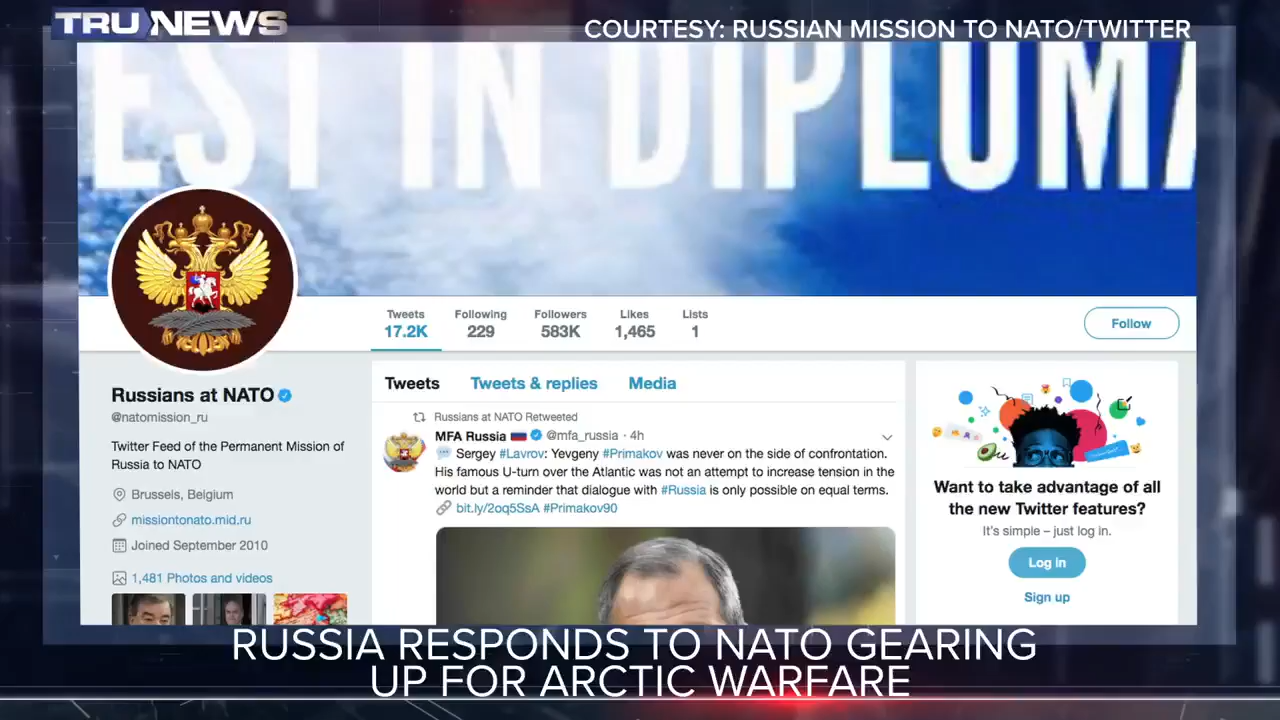 TRUNEWS
COURTESY: RUSSIAN MISSION TO NATO/TWITTER
EST IN DIPLOMA
Tweets
17.2K
Following
229
Followers
583K
Likes
1,465
Lists
1
Follow
Russians at NATO
@natomission_ru
Twitter Feed of the Permanent Mission of
Russia to NATO
Brussels, Belgium
missiontonato.mid.ru
Joined September 2010
1,481 Photos and videos
Tweets Tweets & replies Media
Russians at NATO Retweeted
MFA Russia @mfa_russia · 4h
Sergey #Lavrov: Yevgeny #Primakov was never on the side of confrontation.
His famous U-turn over the Atlantic was not an attempt to increase tension in the
world but a reminder that dialogue with #Russia is only possible on equal terms.
bit.ly/2oq5SsA #Primakov90
Want to take advantage of all
the new Twitter features?
It's simple – just log in.
Log in
Sign up
RUSSIA RESPONDS TO NATO GEARING
UP FOR ARCTIC WARFARE